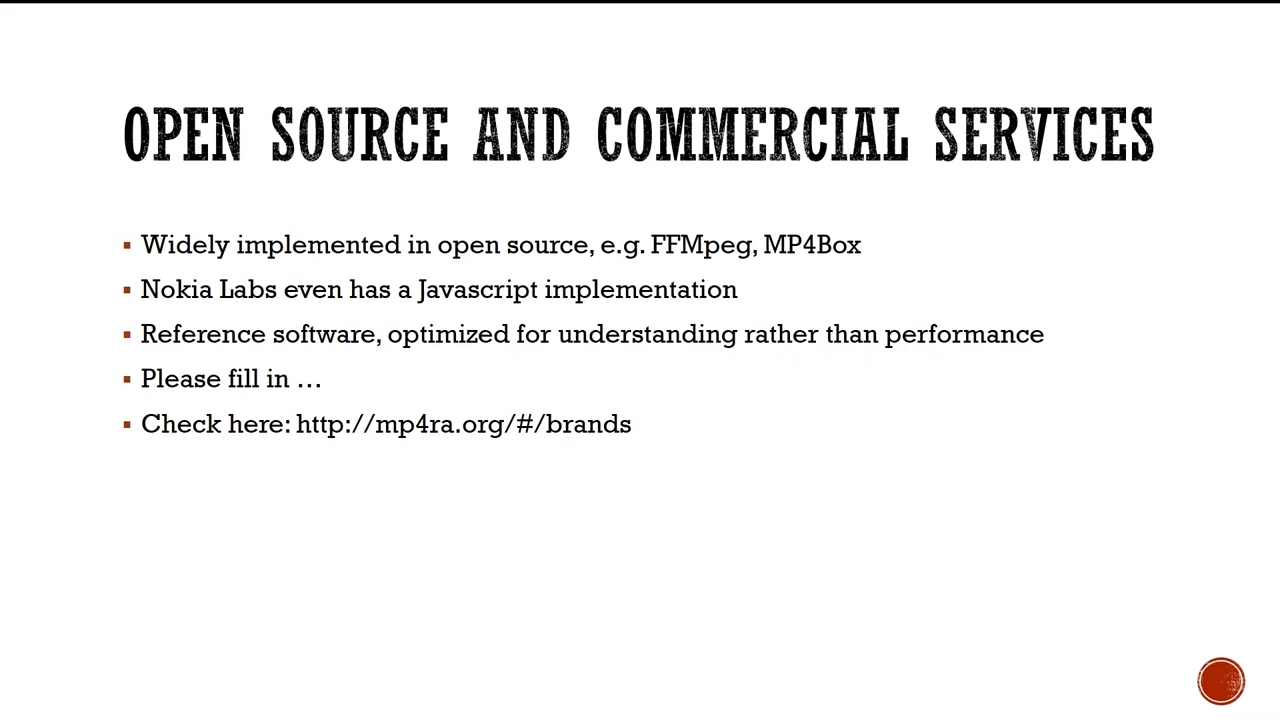 OPEN SOURCE AND COMMERCIAL SERVICES
▪ Widely implemented in open source, e.g. FFMpeg, MP4Box
▪ Nokia Labs even has a Javascript implementation
▪ Reference software, optimized for understanding rather than performance
▪ Please fill in …
▪ Check here: http://mp4ra.org/#/brands